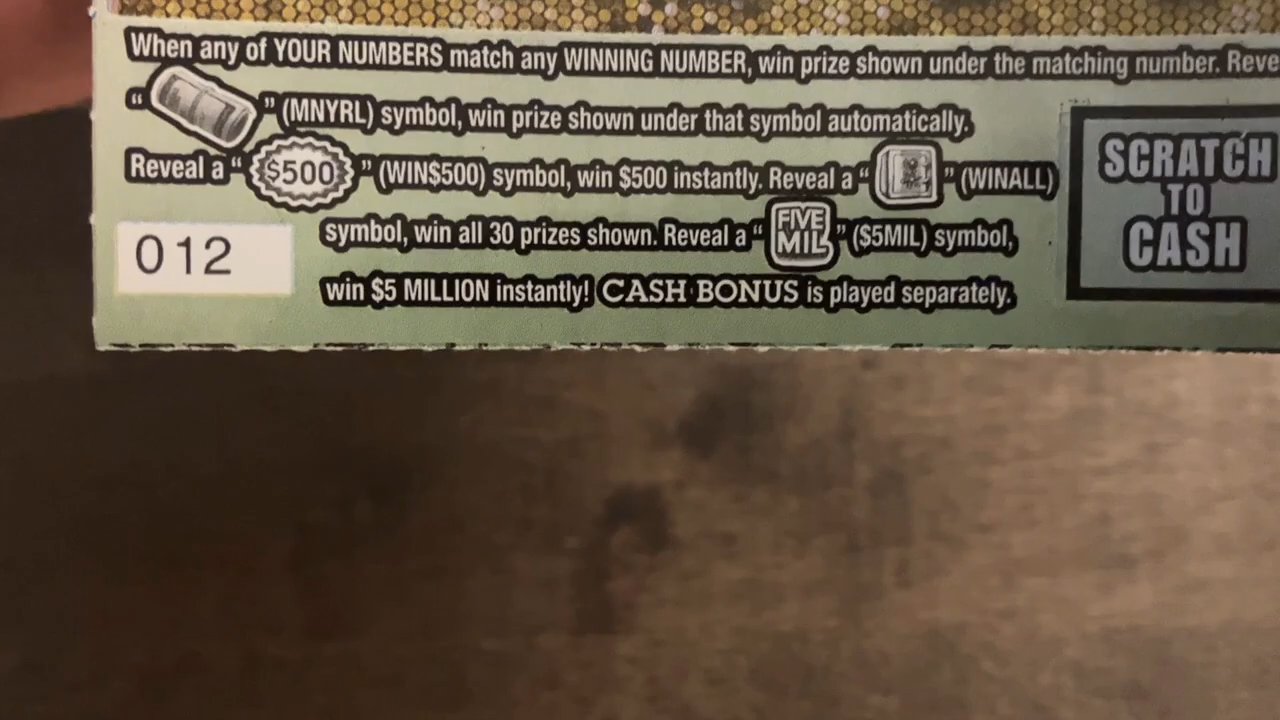 When any of YOUR NUMBERS match any WINNING NUMBER, win prize shown under the matching number. Reve
“ ” (MNYRL) symbol, win prize shown under that symbol automatically.
Reveal a “ $500 ” (WIN$500) symbol, win $500 instantly. Reveal a “ ” (WINALL)
symbol, win all 30 prizes shown. Reveal a “ FIVE MIL ” ($5MIL) symbol,
win $5 MILLION instantly! CASH BONUS is played separately.
012
SCRATCH
TO
CASH